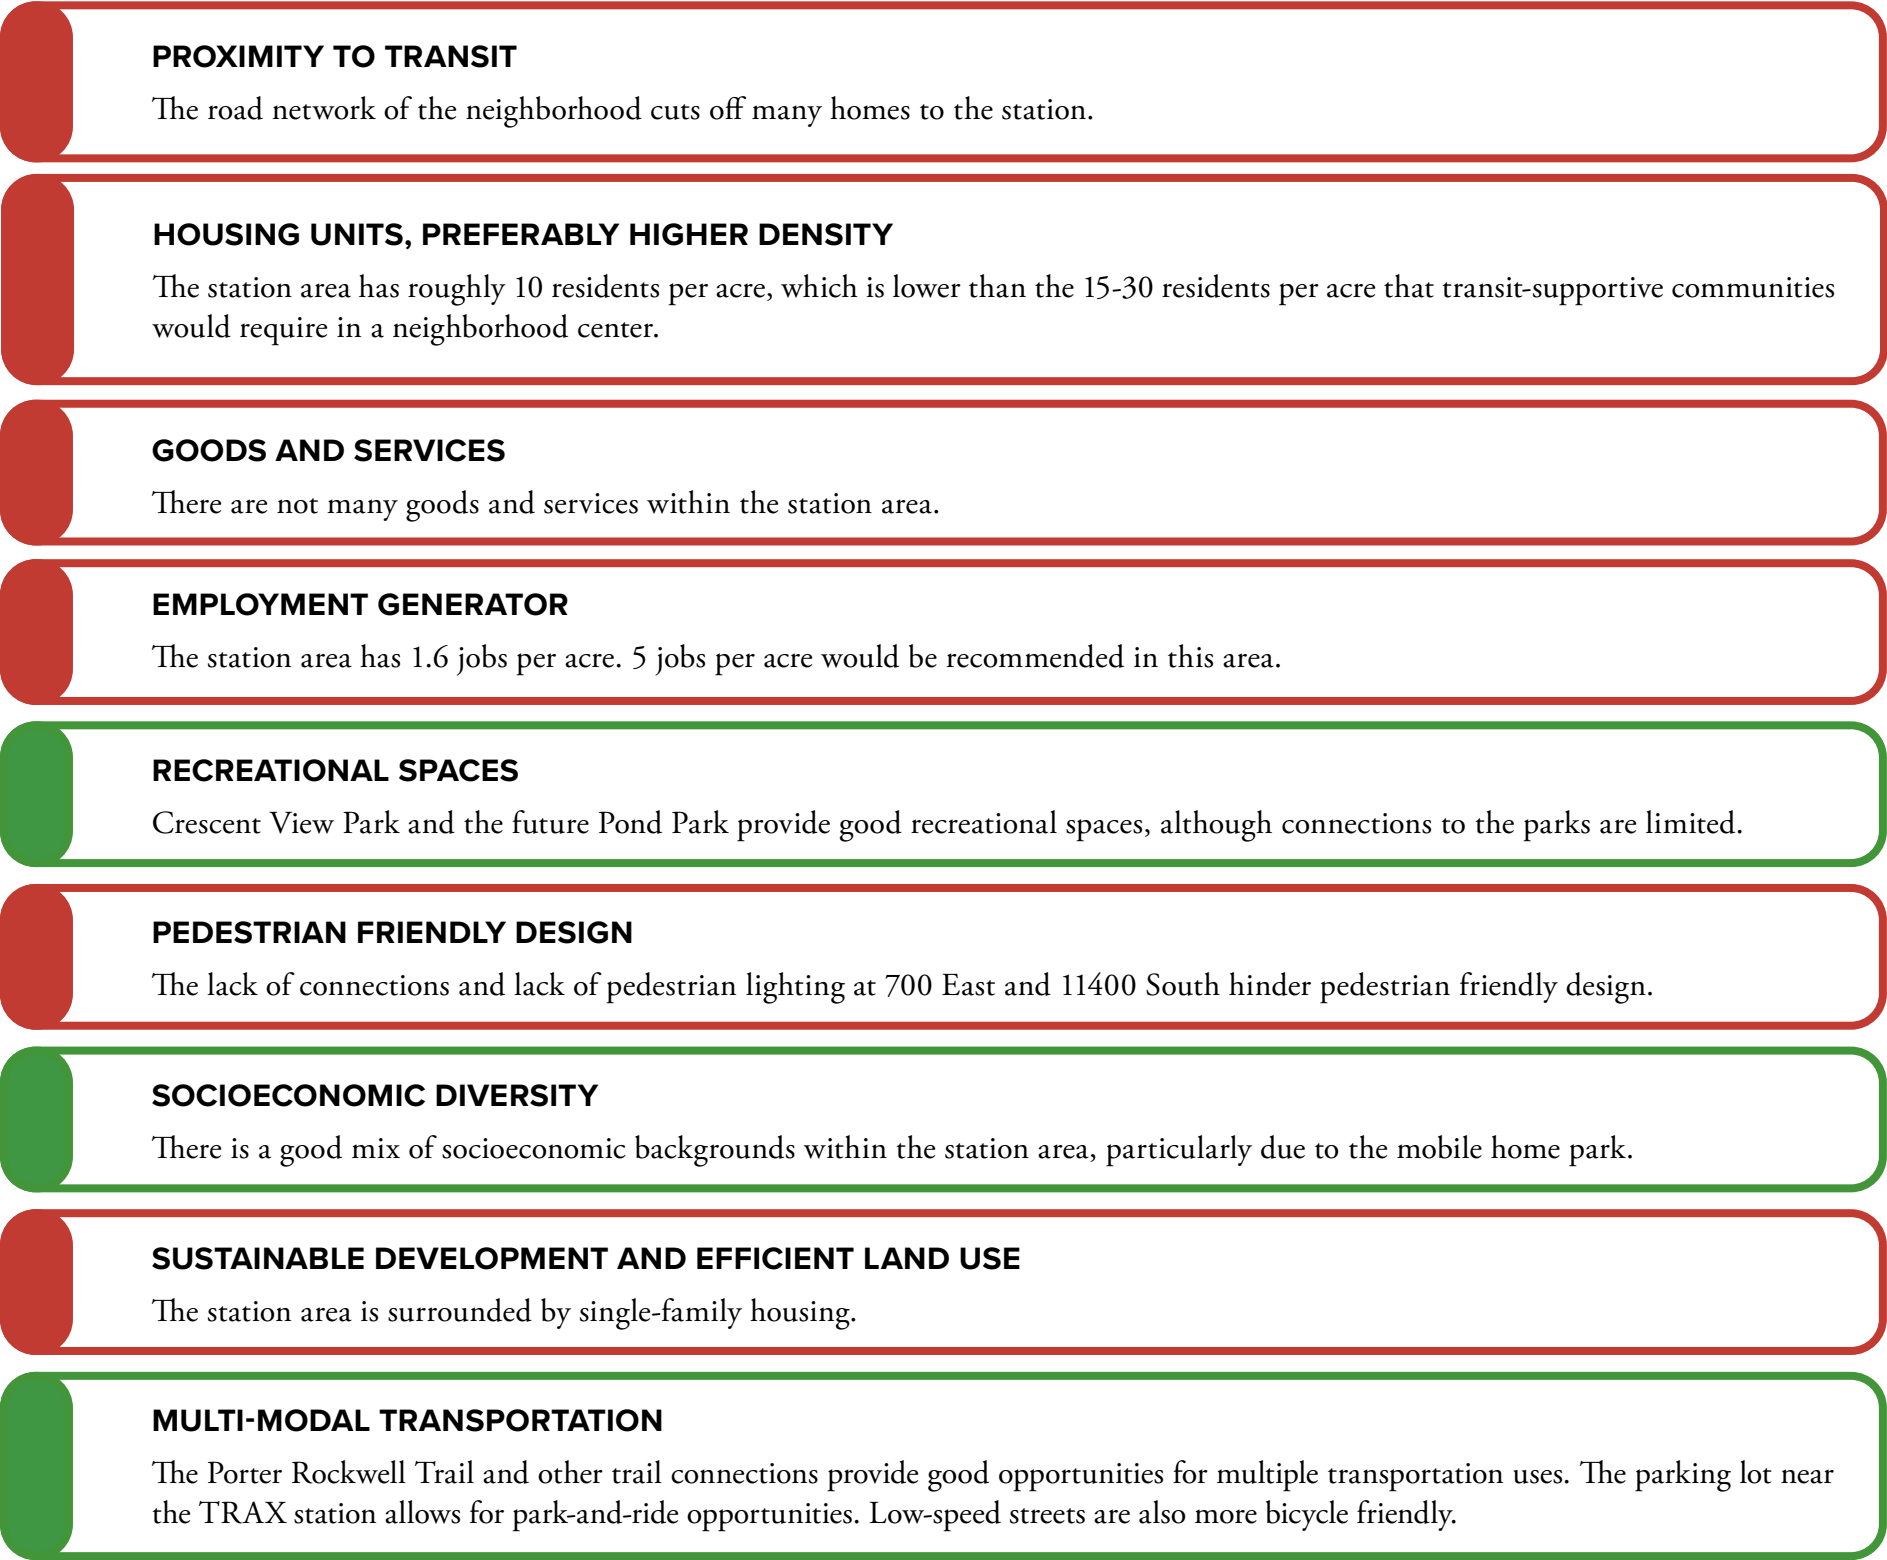 PROXIMITY TO TRANSIT
The road network of the neighborhood cuts off many homes to the station.
HOUSING UNITS, PREFERABLY HIGHER DENSITY
The station area has roughly 10 residents per acre, which is lower than the 15-30 residents per acre that transit-supportive communities
would require in a neighborhood center.
GOODS AND SERVICES
There are not many goods and services within the station area.
EMPLOYMENT GENERATOR
The station area has 1.6 jobs per acre. 5 jobs per acre would be recommended in this area.
RECREATIONAL SPACES
Crescent View Park and the future Pond Park provide good recreational spaces, although connections to the parks are limited.
PEDESTRIAN FRIENDLY DESIGN
The lack of connections and lack of pedestrian lighting at 700 East and 11400 South hinder pedestrian friendly design.
SOCIOECONOMIC DIVERSITY
There is a good mix of socioeconomic backgrounds within the station area, particularly due to the mobile home park.
SUSTAINABLE DEVELOPMENT AND EFFICIENT LAND USE
The station area is surrounded by single-family housing.
MULTI-MODAL TRANSPORTATION
The Porter Rockwell Trail and other trail connections provide good opportunities for multiple transportation uses. The parking lot near
the TRAX station allows for park-and-ride opportunities. Low-speed streets are also more bicycle friendly.